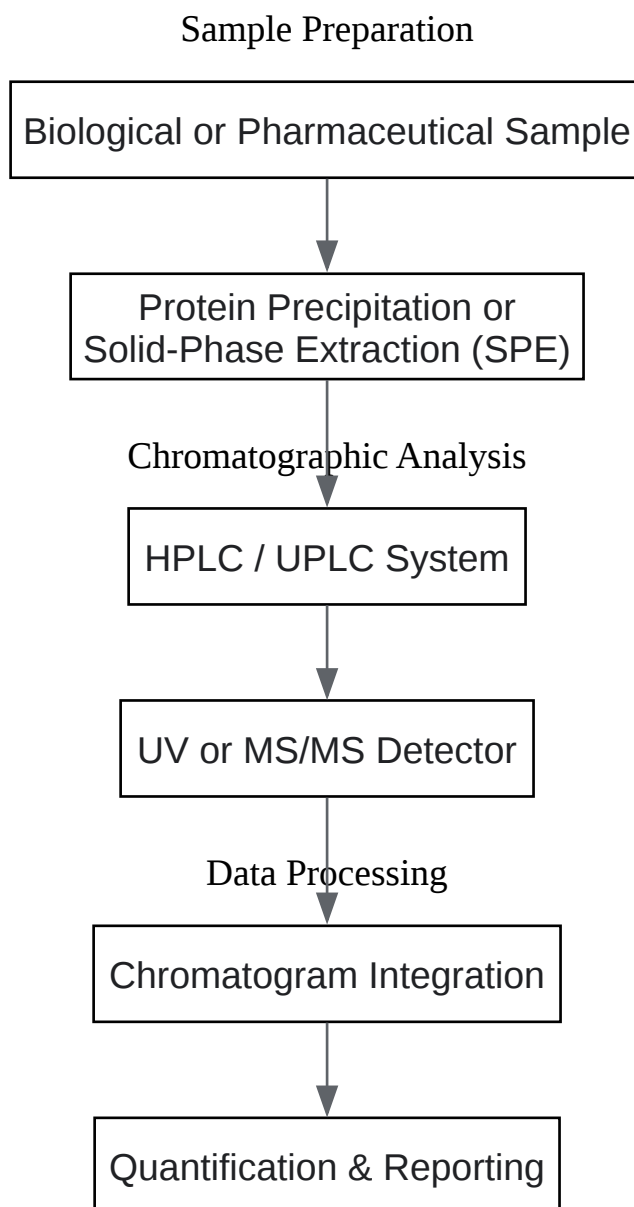 Sample Preparation
Biological or Pharmaceutical Sample
Protein Precipitation or
Solid-Phase Extraction (SPE)
Chromatographic Analysis
HPLC / UPLC System
UV or MS/MS Detector
Data Processing
Chromatogram Integration
Quantification & Reporting